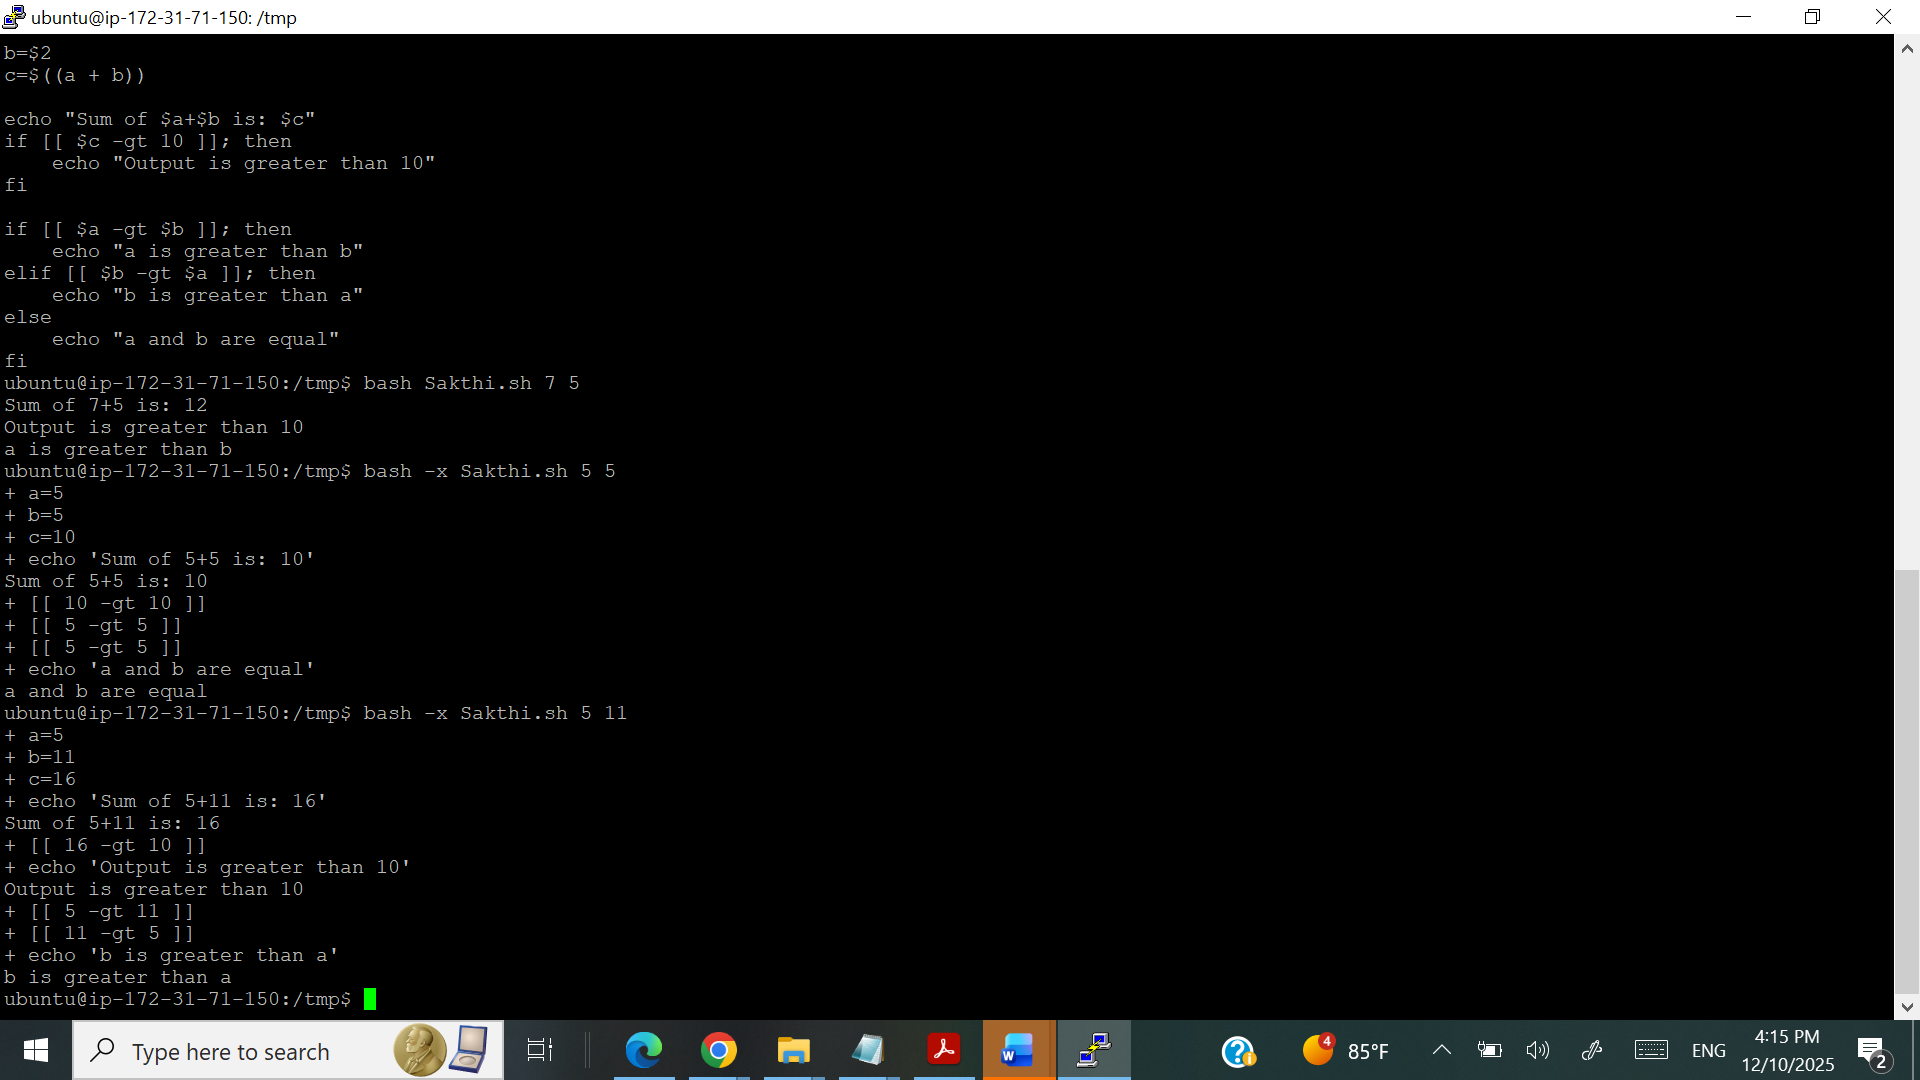 ubuntu@ip-172-31-71-150: /tmp
b=$2
c=$((a + b))
echo "Sum of $a+$b is: $c"
if [[ $c -gt 10 ]]; then
    echo "Output is greater than 10"
fi
if [[ $a -gt $b ]]; then
    echo "a is greater than b"
elif [[ $b -gt $a ]]; then
    echo "b is greater than a"
else
    echo "a and b are equal"
fi
ubuntu@ip-172-31-71-150:/tmp$ bash Sakthi.sh 7 5
Sum of 7+5 is: 12
Output is greater than 10
a is greater than b
ubuntu@ip-172-31-71-150:/tmp$ bash -x Sakthi.sh 5 5
+ a=5
+ b=5
+ c=10
+ echo 'Sum of 5+5 is: 10'
Sum of 5+5 is: 10
+ [[ 10 -gt 10 ]]
+ [[ 5 -gt 5 ]]
+ [[ 5 -gt 5 ]]
+ echo 'a and b are equal'
a and b are equal
ubuntu@ip-172-31-71-150:/tmp$ bash -x Sakthi.sh 5 11
+ a=5
+ b=11
+ c=16
+ echo 'Sum of 5+11 is: 16'
Sum of 5+11 is: 16
+ [[ 16 -gt 10 ]]
+ echo 'Output is greater than 10'
Output is greater than 10
+ [[ 5 -gt 11 ]]
+ [[ 11 -gt 5 ]]
+ echo 'b is greater than a'
b is greater than a
ubuntu@ip-172-31-71-150:/tmp$
Type here to search
W
4
85°F
ENG
4:15 PM
12/10/2025
2